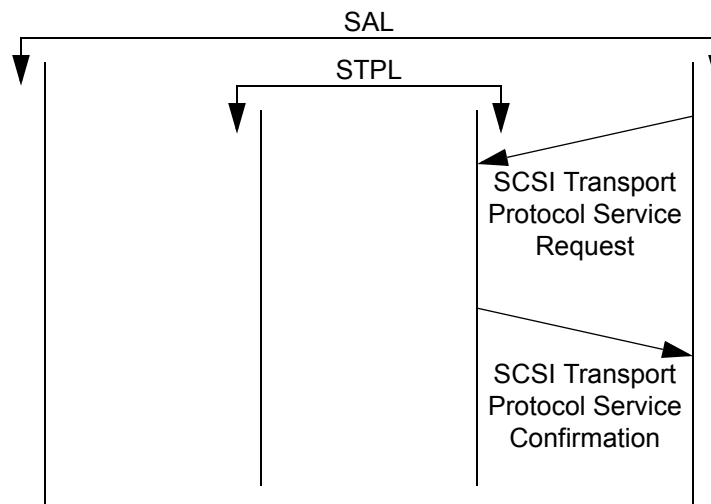 SAL
STPL
SCSI Transport
Protocol Service
Request
SCSI Transport
Protocol Service
Confirmation